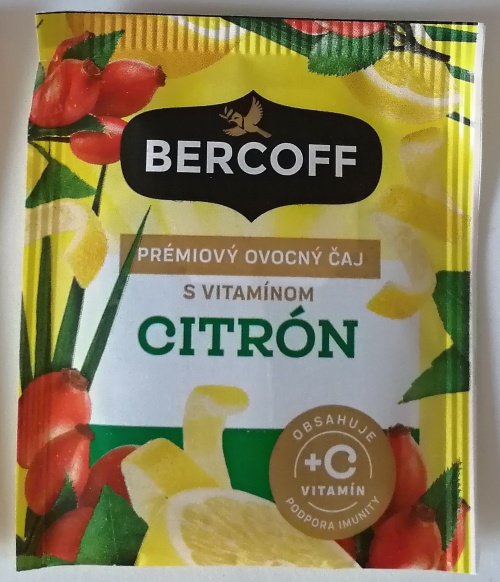 BERCOFF
PRÉMIOVÝ OVOCNÝ ČAJ
S VITAMÍNOM
CITRÓN
OBSAHUJE
+C
VITAMÍN
PODPORA IMUNITY